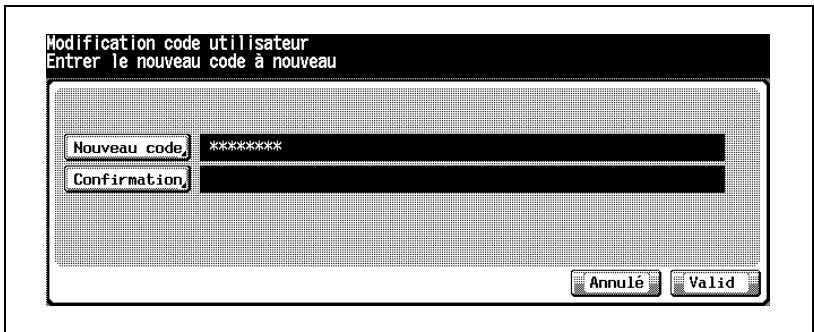 Modification code utilisateur
Entrer le nouveau code à nouveau
Nouveau code ********
Confirmation
Annulé Valid